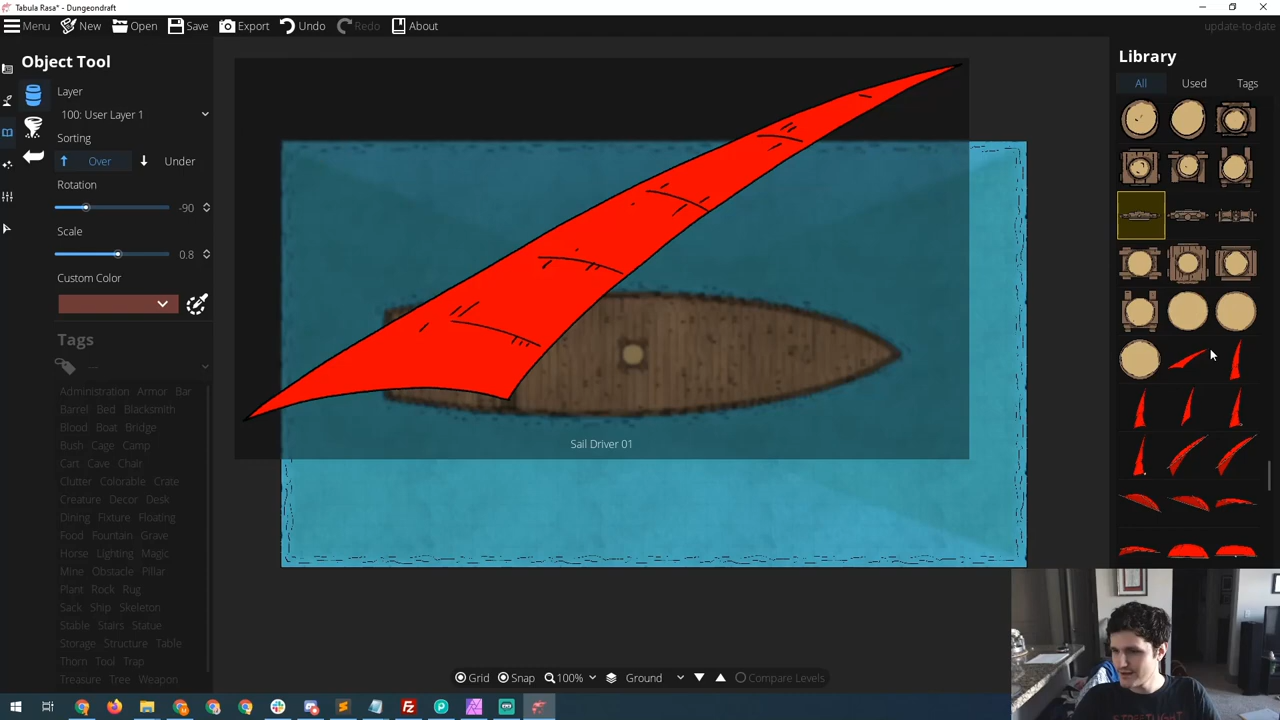 Tabula Rasa* - Dungeondraft
Menu New Open Save Export Undo Redo About update-to-date
Object Tool
Layer
100: User Layer 1
Sorting
Over Under
Rotation
-90
Scale
0.8
Custom Color
Tags
Administration Armor Bar
Barrel Bed Blacksmith
Blood Boat Bridge
Bush Cage Camp
Cart Cave Chair
Clutter Colorable Crate
Creature Decor Desk
Dining Fixture Floating
Food Fountain Grave
Horse Lighting Magic
Mine Obstacle Pillar
Plant Rock Rug
Sack Ship Skeleton
Stable Stairs Statue
Storage Structure Table
Thorn Tool Trap
Treasure Tree Weapon
Sail Driver 01
Library
All Used Tags
Grid Snap 100% Ground Compare Levels